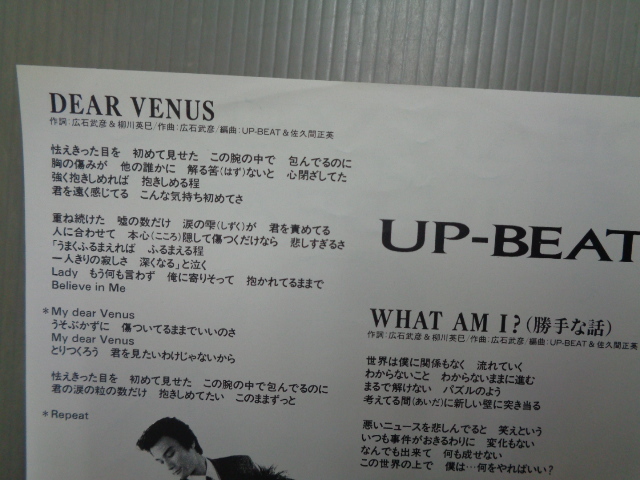 DEAR VENUS
作詞：広石武彦＆柳川英巳/作曲：広石武彦/編曲：UP-BEAT＆佐久間正英
怯えきった目を　初めて見せた　この腕の中で　包んでるのに
胸の傷みが　他の誰かに　解る答(はず)ないと　心閉ざしてた
強く抱きしめれば　抱きしめる程
君を遠く感じてる　こんな気持ち初めてさ
重ね続けた　嘘の数だけ　涙の雫(しずく)が　君を責めてる
人に合わせて　本心(こころ)隠して傷つくだけなら　悲しすぎるさ
「うまくふるまえれば　ふるまえる程
一人きりの寂しさ　深くなる」と泣く
Lady　もう何も言わず　俺に寄りそって　抱かれてるままで
Believe in Me
＊My dear Venus
うそぶかずに　傷ついてるままでいいのさ
My dear Venus
とりつくろう　君を見たいわけじゃないから
怯えきった目を　初めて見せた　この腕の中で包んでるのに
君の涙の粒の数だけ　抱きしめてたい　このままずっと
＊Repeat
UP-BEAT
WHAT AM I?(勝手な話)
作詞：広石武彦＆柳川英巳/作曲：広石武彦/編曲：UP-BEAT＆佐久間正英
世界は僕に関係もなく　流れていく
わからないこと　わからないままに進む
まるで解けない　パズルのよう
考えてる間(あいだ)に新しい壁に突き当る
悪いニュースを悲しんでると　笑えという
いつも事件がおきるわりに　変化もない
なんでも出来て　何も成せない
この世界の上で　僕は…何をやればいい?